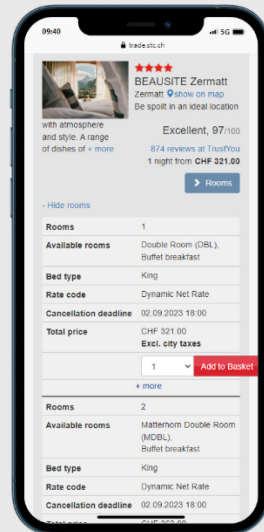 09:40
5G
trade.stc.ch
BEAUSITE Zermatt
Zermatt show on map
Be spoilt in an ideal location
with atmosphere
and style. A range
of dishes of + more
Excellent, 97/100
874 reviews at TrustYou
1 night from CHF 321.00
Rooms
- Hide rooms
Rooms 1
Available rooms Double Room (DBL),
Buffet breakfast
Bed type King
Rate code Dynamic Net Rate
Cancellation deadline 02.09.2023 18:00
Total price CHF 321.00
Excl. city taxes
1 Add to Basket
+ more
Rooms 2
Available rooms Matterhorn Double Room
(MDBL),
Buffet breakfast
Bed type King
Rate code Dynamic Net Rate
Cancellation deadline 02.09.2023 18:00
Total price CHF 363.00